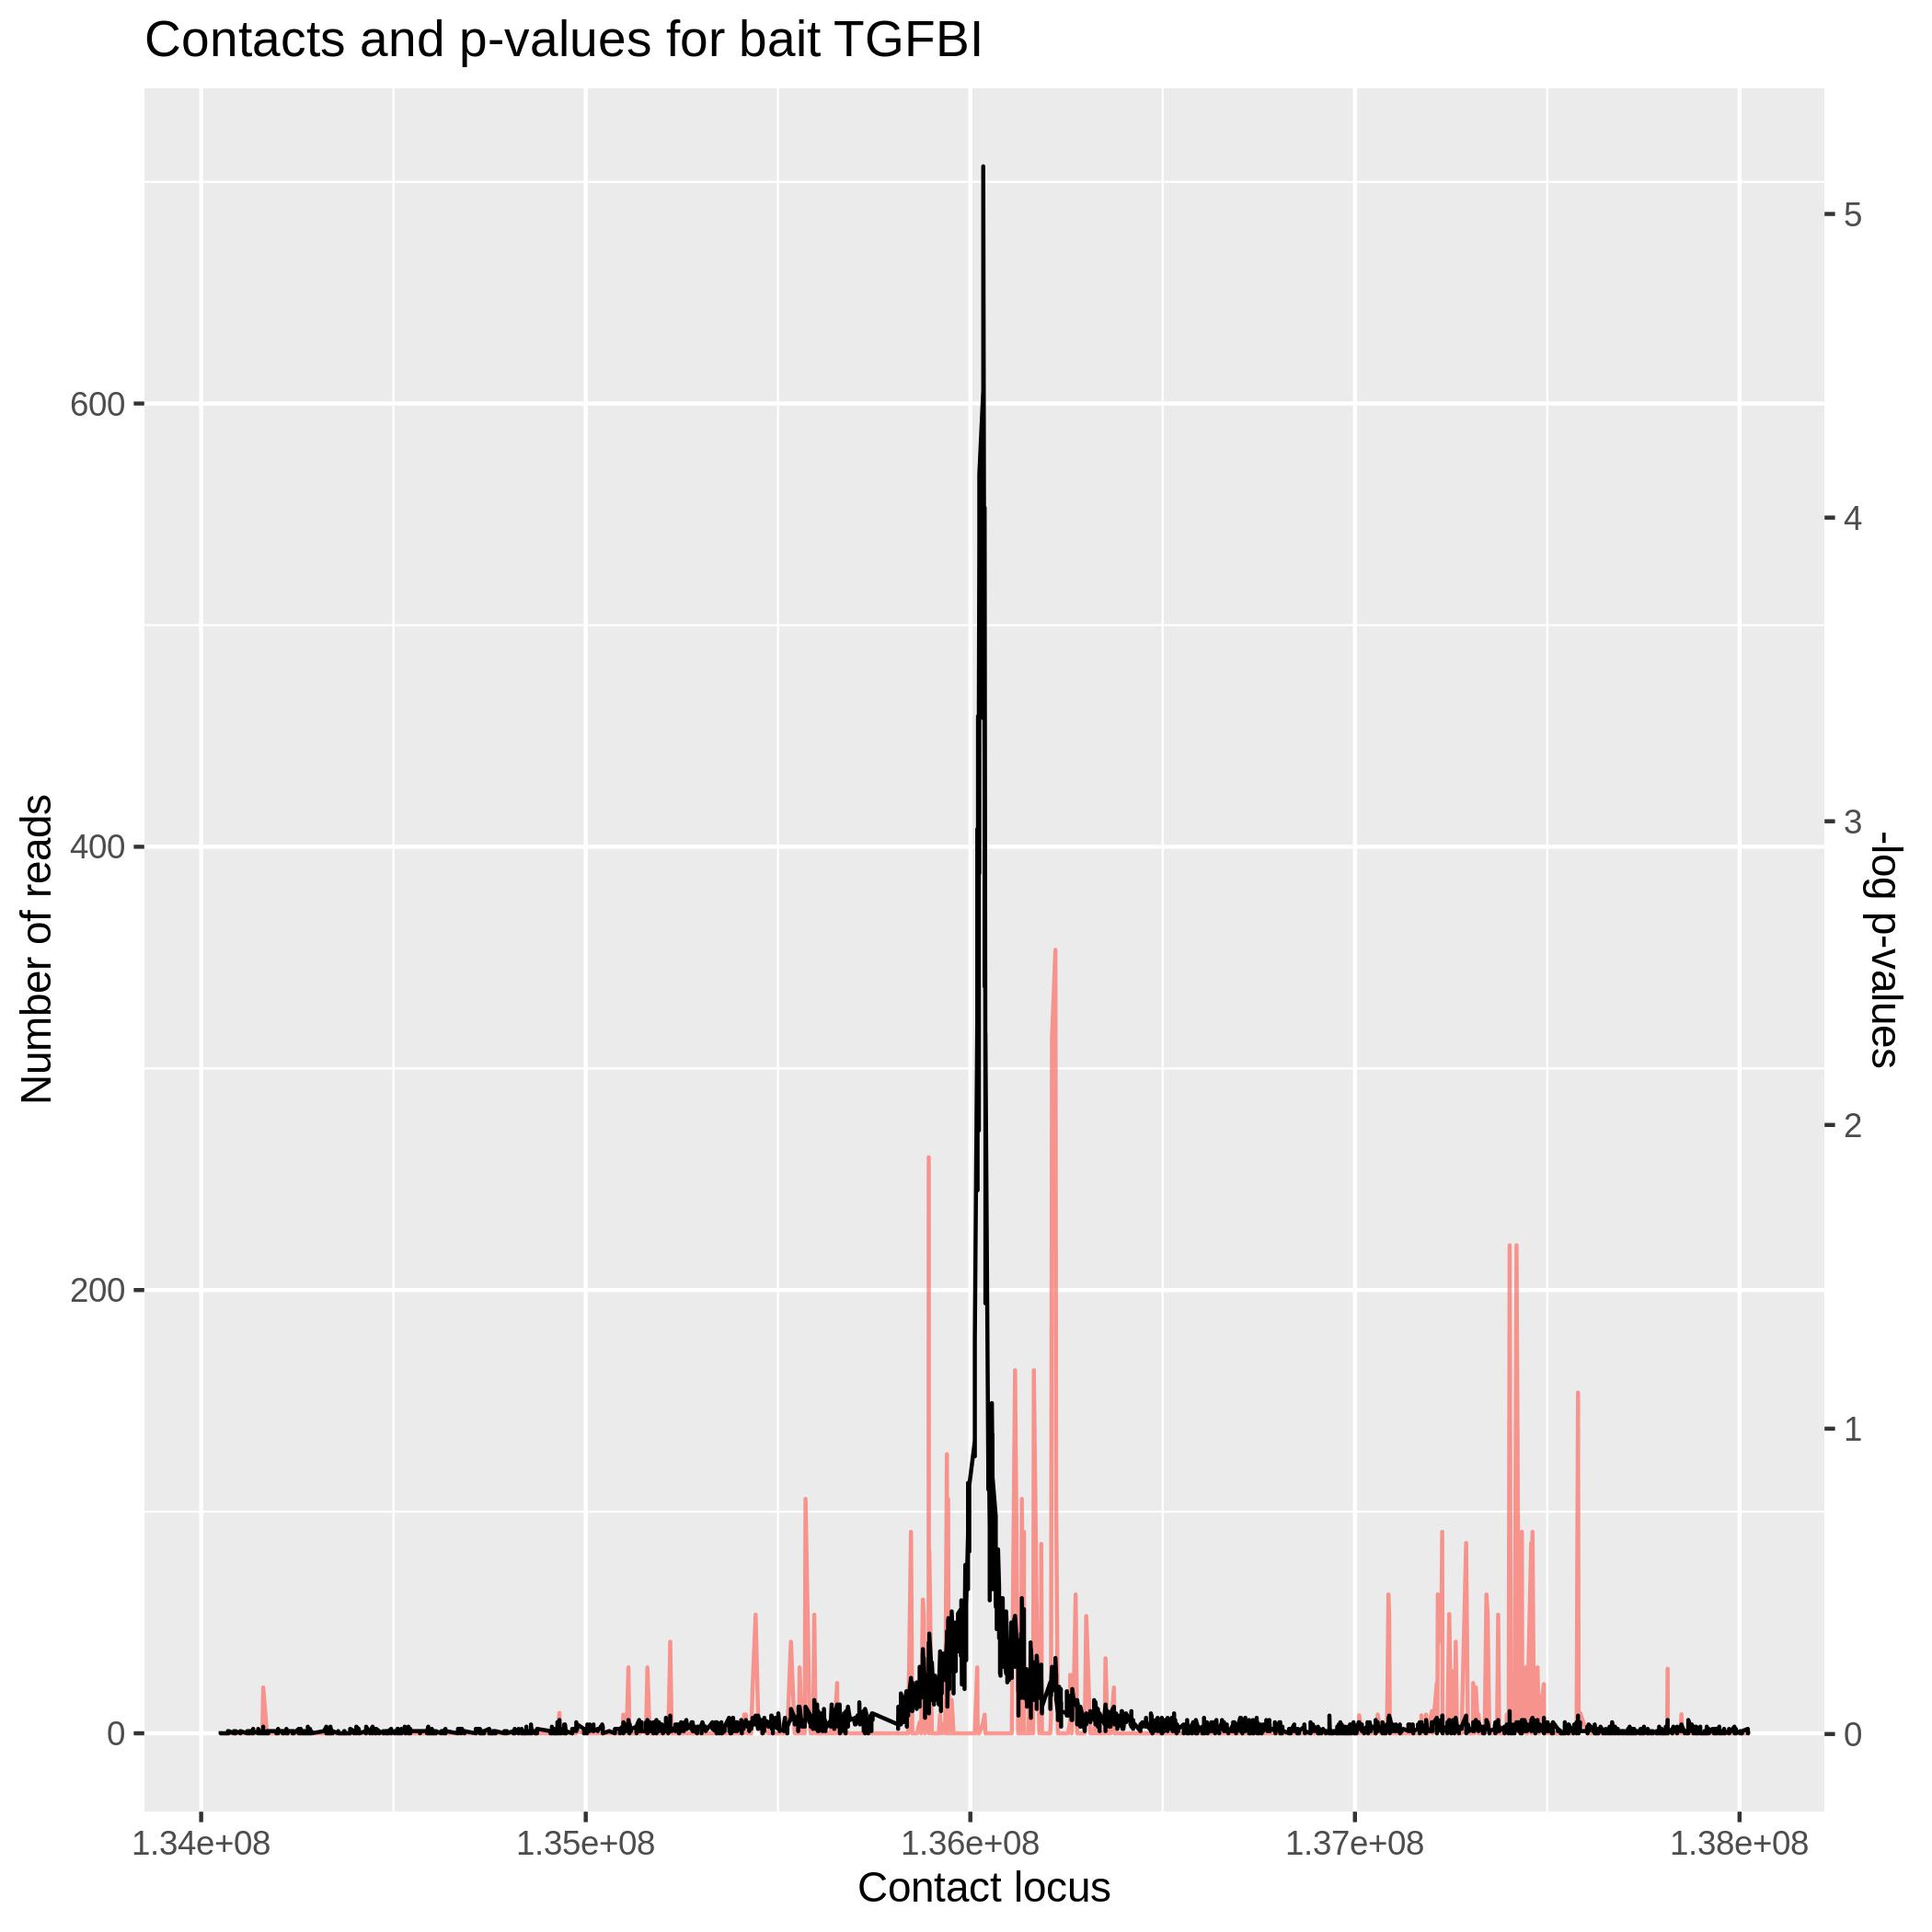 Contacts and p-values for bait TGFBI
Number of reads
600
400
200
0
5
4
3
2
1
0
-log p-values
1.34e+08 1.35e+08 1.36e+08 1.37e+08 1.38e+08
Contact locus